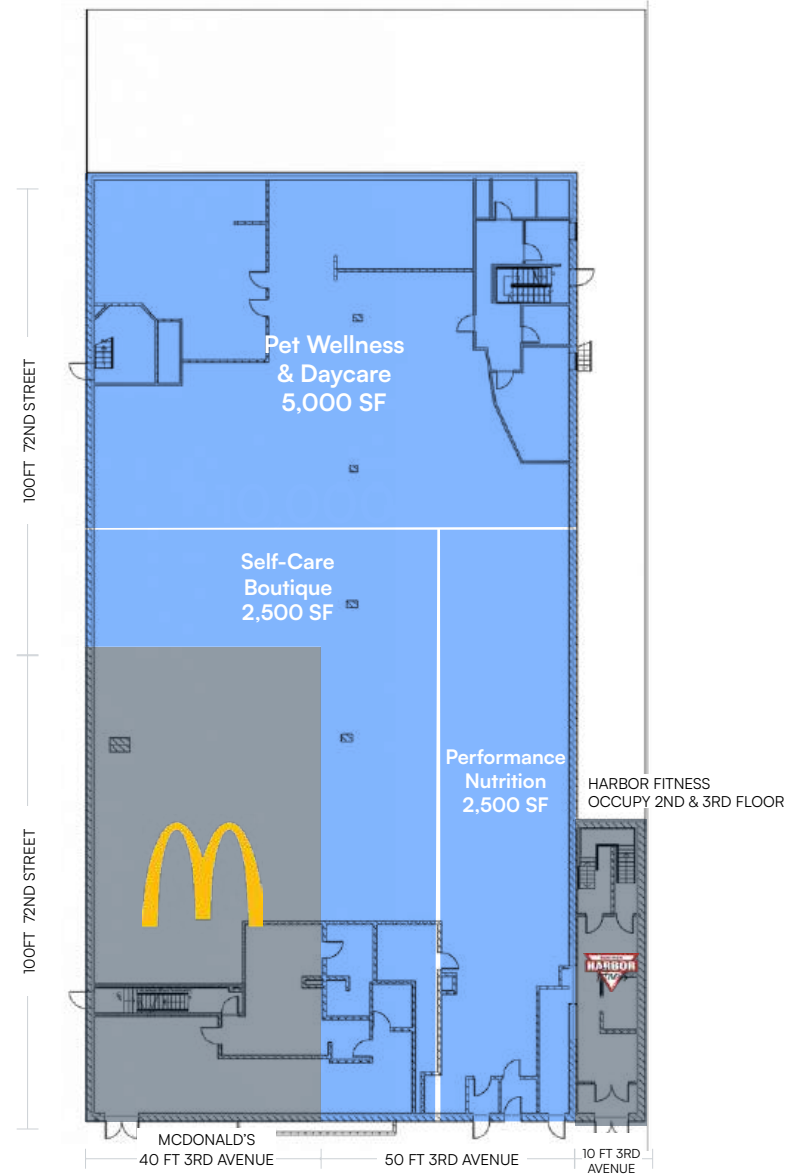 100FT  72ND STREET
Pet Wellness
& Daycare
5,000 SF
Self-Care
Boutique
2,500 SF
Performance
Nutrition
2,500 SF
HARBOR FITNESS
OCCUPY 2ND & 3RD FLOOR
100FT  72ND STREET
HARBOR
MCDONALD'S
40 FT 3RD AVENUE
50 FT 3RD AVENUE
10 FT 3RD
AVENUE